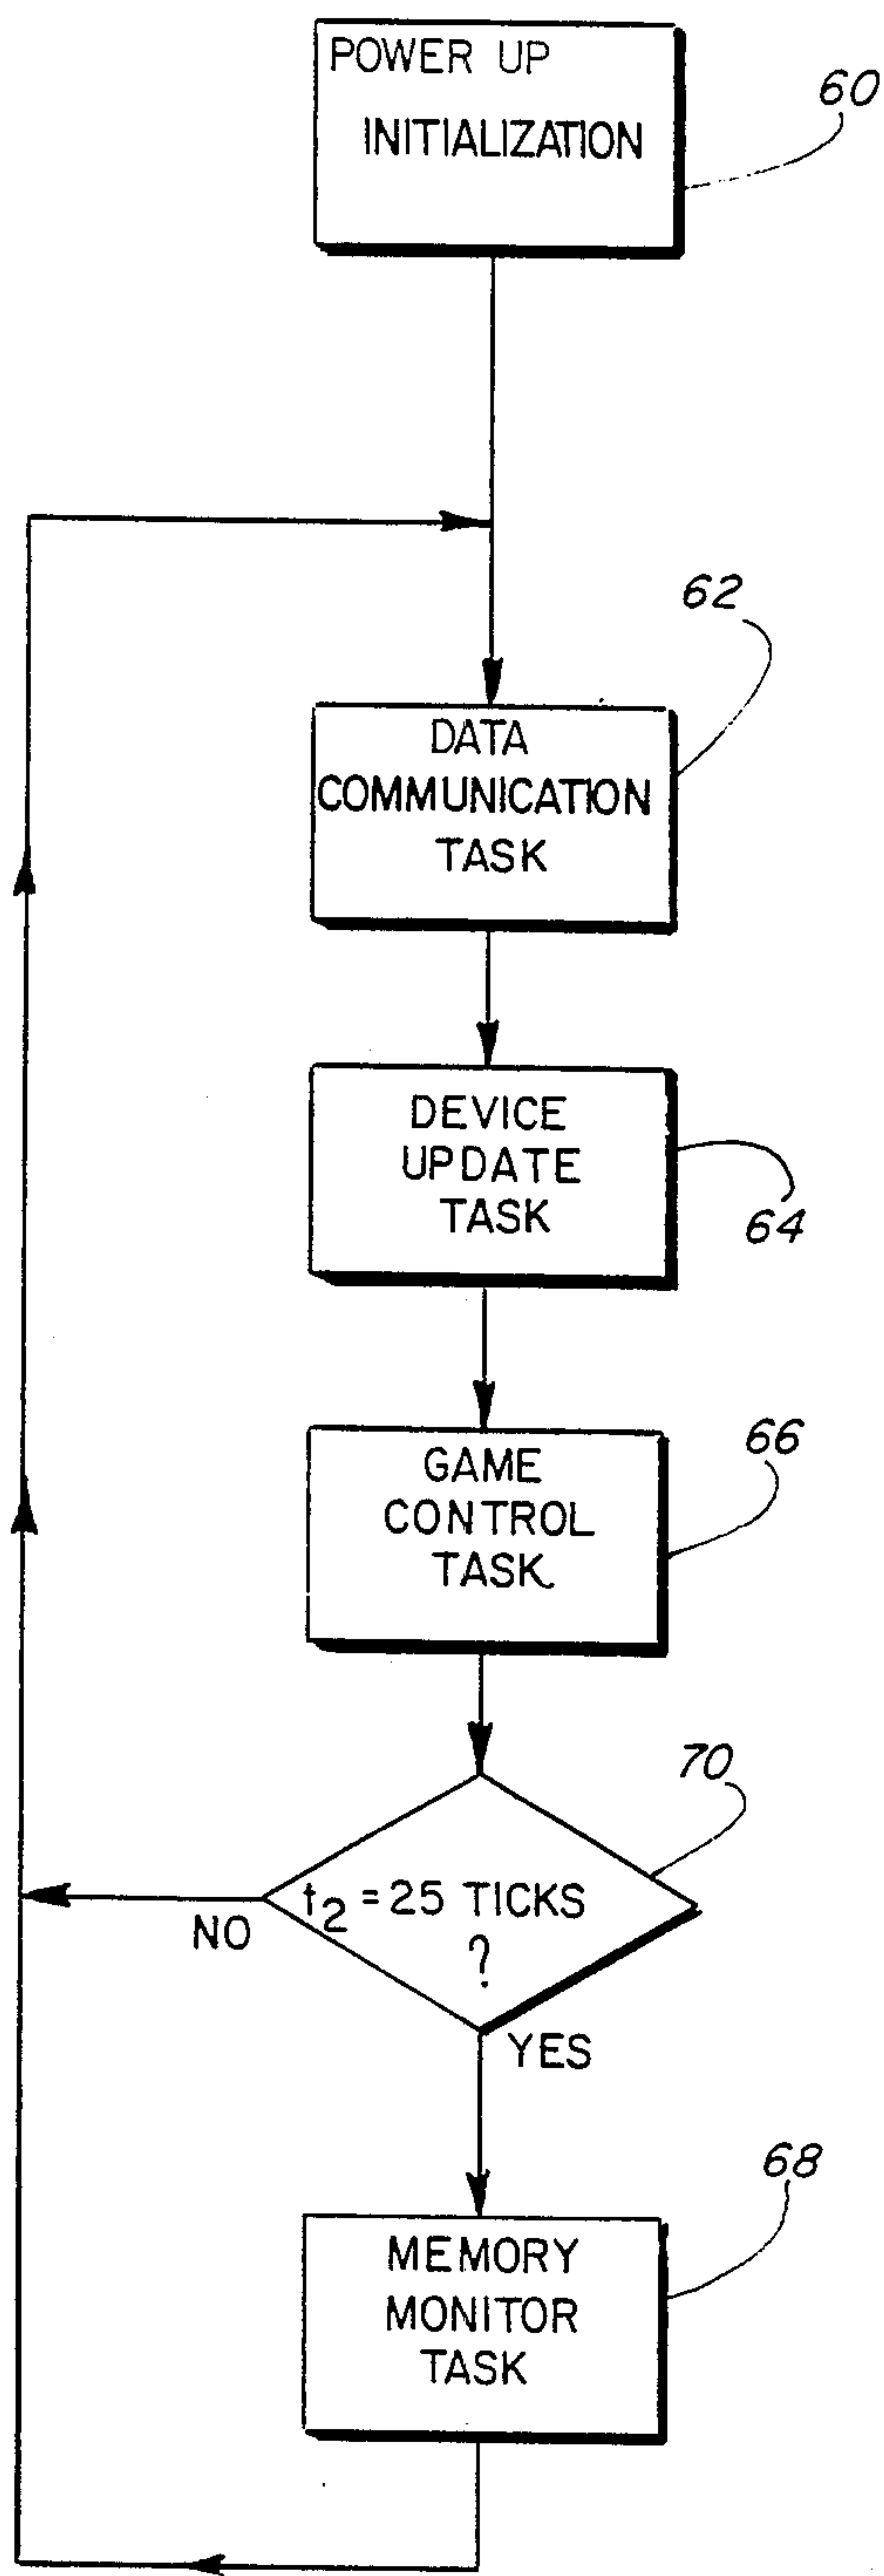 POWER UP
INITIALIZATION
60
62
DATA
COMMUNICATION
TASK
DEVICE
UPDATE
TASK
64
66
GAME
CONTROL
TASK
70
t₂ = 25 TICKS
?
NO
YES
68
MEMORY
MONITOR
TASK